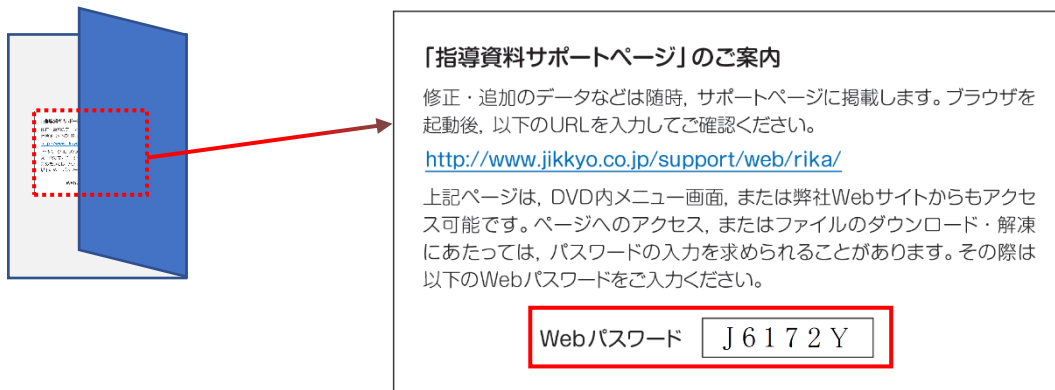 「指導資料サポートページ」のご案内
修正・追加のデータなどは随時, サポートページに掲載します。ブラウザを
起動後, 以下のURLを入力してご確認ください。
http://www.jikkyo.co.jp/support/web/rika/
上記ページは, DVD内メニュー画面, または弊社Webサイトからもアクセ
ス可能です。ページへのアクセス, またはファイルのダウンロード・解凍
にあたっては, パスワードの入力を求められることがあります。その際は
以下のWebパスワードをご入力ください。
Webパスワード J6172Y